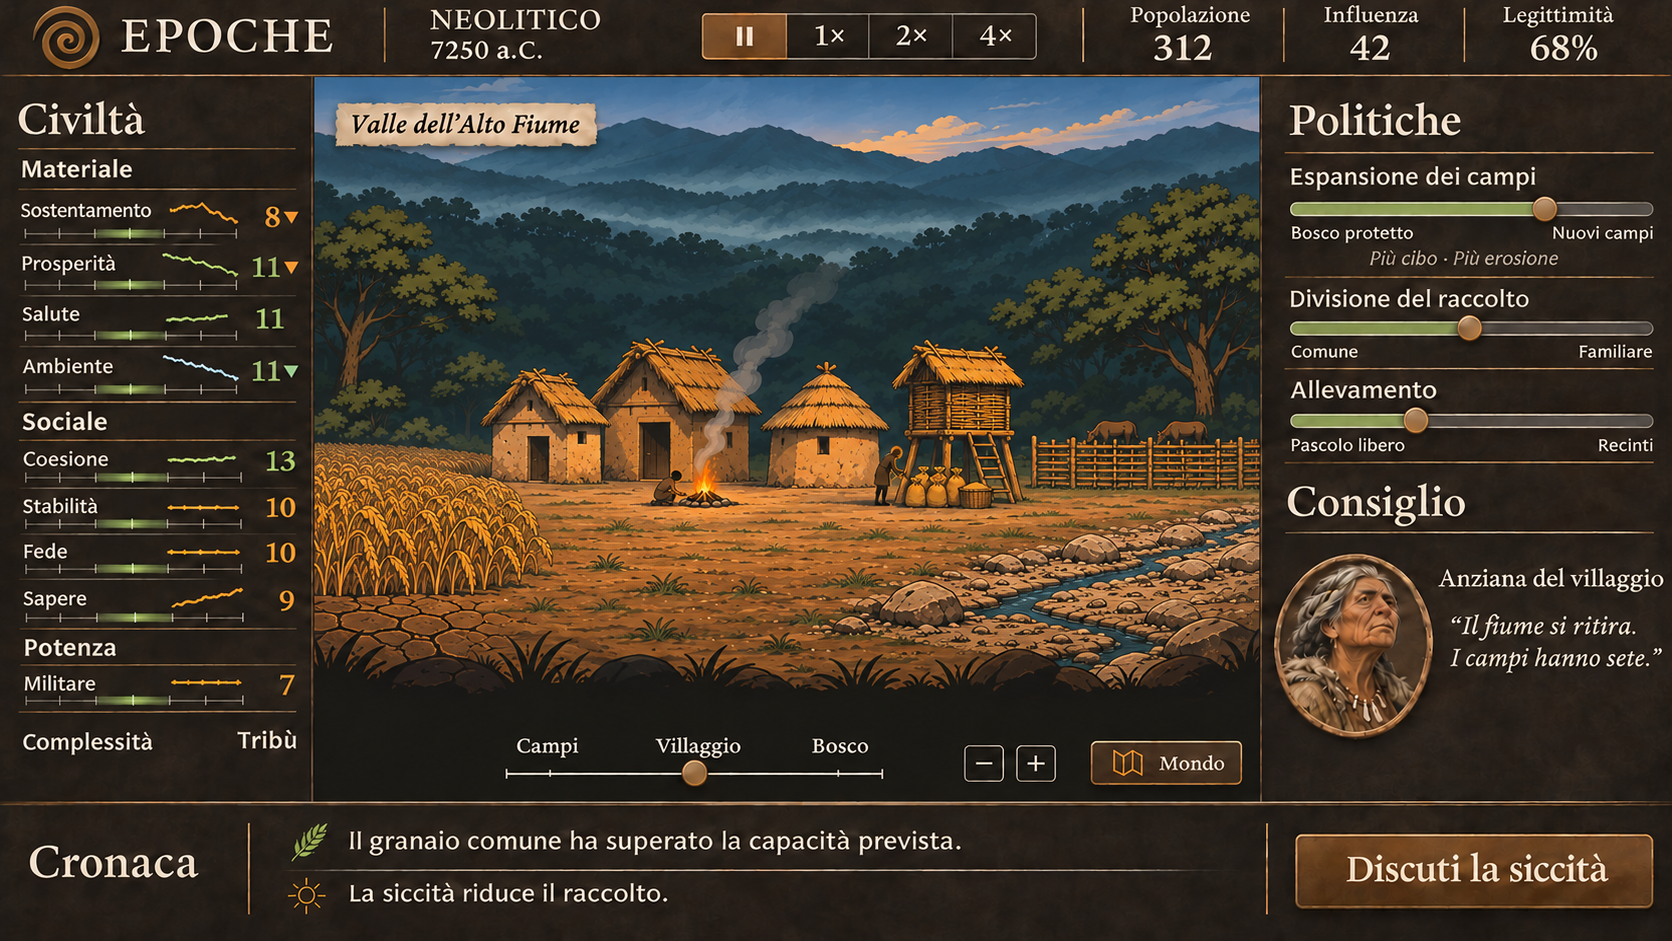 EPOCHE
NEOLITICO
7250 a.C.
1×
2×
4×
Popolazione
312
Influenza
42
Legittimità
68%
Civiltà
Materiale
Sostentamento 8
Prosperità 11
Salute 11
Ambiente 11
Sociale
Coesione 13
Stabilità 10
Fede 10
Sapere 9
Potenza
Militare 7
Complessità Tribù
Valle dell'Alto Fiume
Campi Villaggio Bosco
Mondo
Politiche
Espansione dei campi
Bosco protetto Nuovi campi
Più cibo · Più erosione
Divisione del raccolto
Comune Familiare
Allevamento
Pascolo libero Recinti
Consiglio
Anziana del villaggio
“Il fiume si ritira.
I campi hanno sete.”
Cronaca
Il granaio comune ha superato la capacità prevista.
La siccità riduce il raccolto.
Discuti la siccità